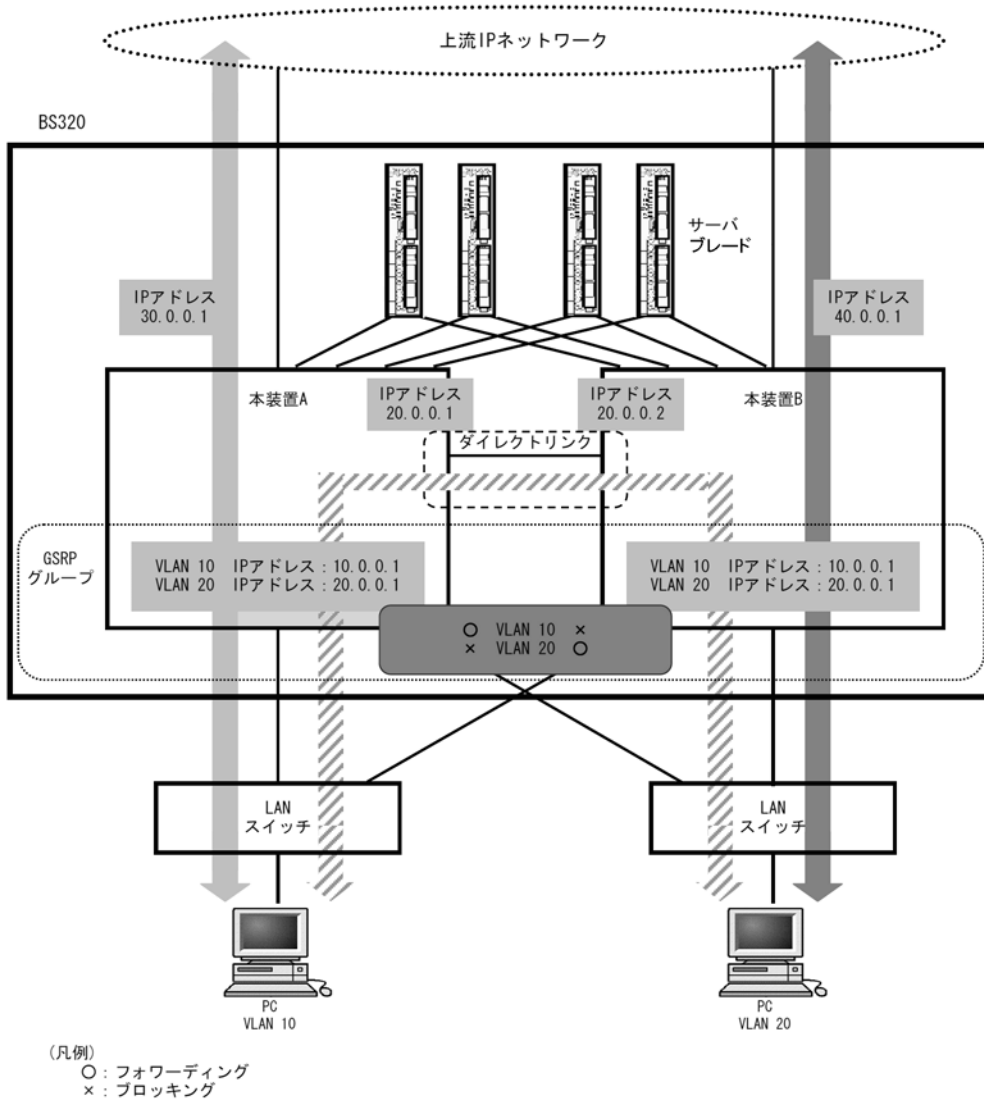 上流IPネットワーク
BS320
サーバ
ブレード
IPアドレス
30.0.0.1
IPアドレス
40.0.0.1
本装置A
IPアドレス
20.0.0.1
IPアドレス
20.0.0.2
本装置B
ダイレクトリンク
GSRP
グループ
VLAN 10 IPアドレス：10.0.0.1
VLAN 20 IPアドレス：20.0.0.1
VLAN 10 IPアドレス：10.0.0.1
VLAN 20 IPアドレス：20.0.0.1
○ VLAN 10 ×
× VLAN 20 ○
LAN
スイッチ
LAN
スイッチ
PC
VLAN 10
PC
VLAN 20
(凡例)
○：フォワーディング
×：ブロッキング